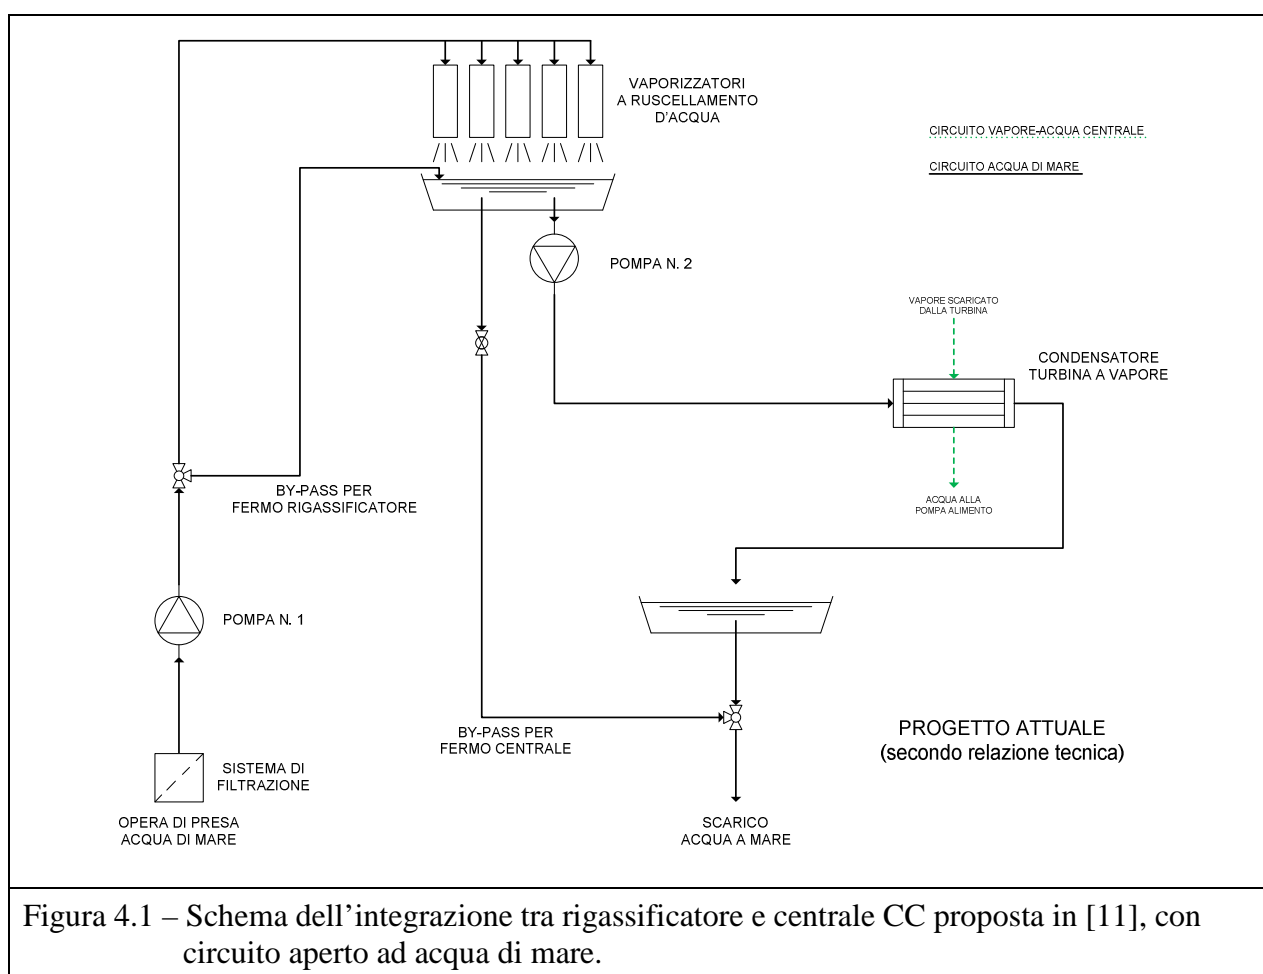 VAPORIZZATORI
A RUSCELLAMENTO
D'ACQUA
CIRCUITO VAPORE-ACQUA CENTRALE
CIRCUITO ACQUA DI MARE
POMPA N. 2
VAPORE SCARICATO
DALLA TURBINA
CONDENSATORE
TURBINA A VAPORE
BY-PASS PER
FERMO RIGASSIFICATORE
ACQUA ALLA
POMPA ALIMENTO
POMPA N. 1
BY-PASS PER
FERMO CENTRALE
PROGETTO ATTUALE
(secondo relazione tecnica)
SISTEMA DI
FILTRAZIONE
OPERA DI PRESA
ACQUA DI MARE
SCARICO
ACQUA A MARE
Figura 4.1 – Schema dell'integrazione tra rigassificatore e centrale CC proposta in [11], con
circuito aperto ad acqua di mare.